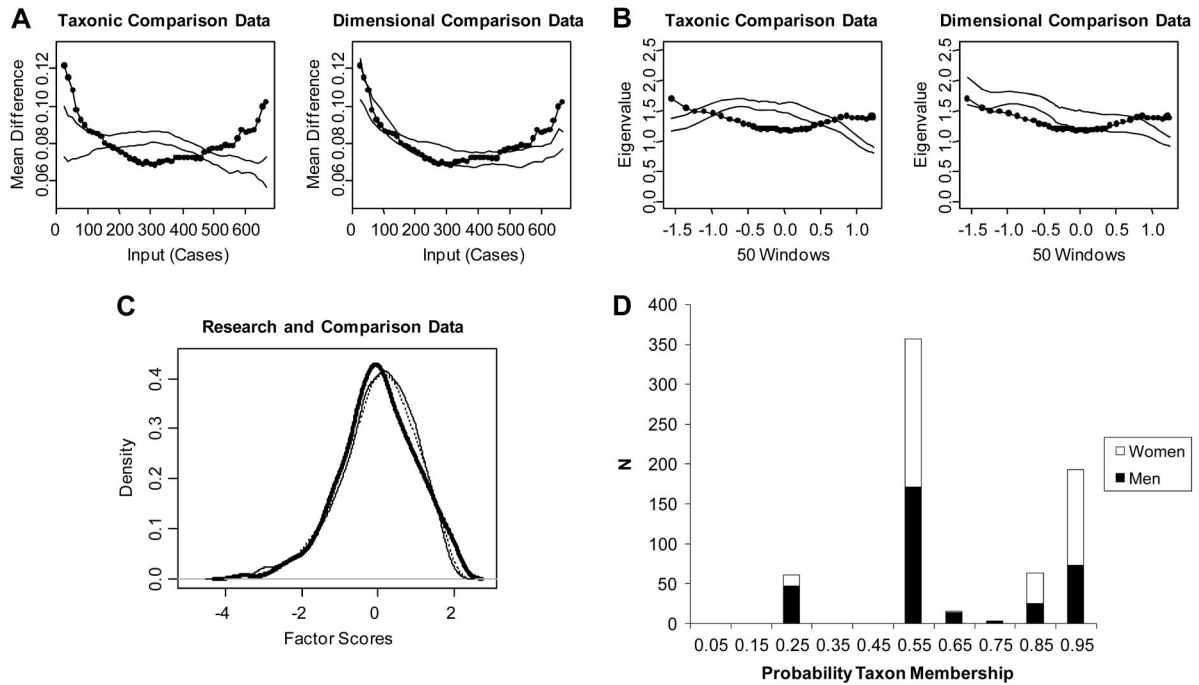 A
Taxonic Comparison Data
Mean Difference
0.06 0.08 0.10 0.12
0 100 200 300 400 500 600
Input (Cases)
Dimensional Comparison Data
Mean Difference
0.06 0.08 0.10 0.12
0 100 200 300 400 500 600
Input (Cases)
B
Taxonic Comparison Data
Eigenvalue
0.0 0.5 1.0 1.5 2.0 2.5
-1.5 -1.0 -0.5 0.0 0.5 1.0
50 Windows
Dimensional Comparison Data
Eigenvalue
0.0 0.5 1.0 1.5 2.0 2.5
-1.5 -1.0 -0.5 0.0 0.5 1.0
50 Windows
C
Research and Comparison Data
Density
0.0 0.1 0.2 0.3 0.4
-4 -2 0 2
Factor Scores
D
N
400
350
300
250
200
150
100
50
0
0.05 0.15 0.25 0.35 0.45 0.55 0.65 0.75 0.85 0.95
Probability Taxon Membership
Women
Men